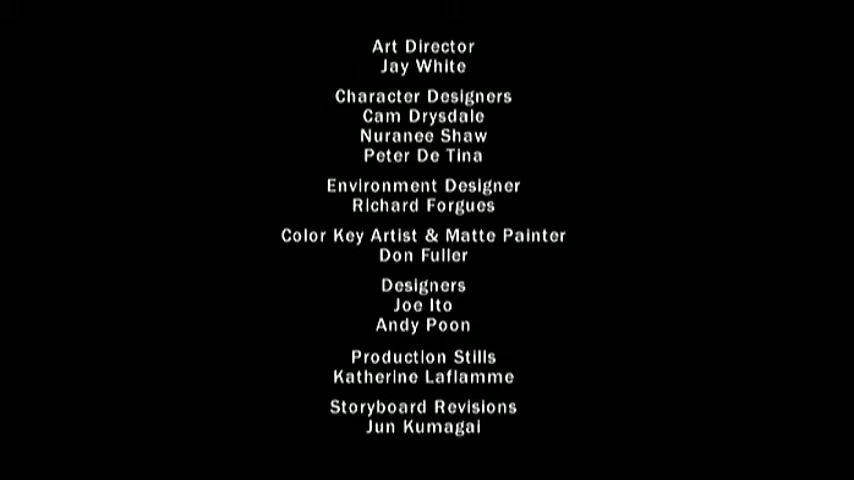 Art Director
Jay White
Character Designers
Cam Drysdale
Nuranee Shaw
Peter De Tina
Environment Designer
Richard Forgues
Color Key Artist & Matte Painter
Don Fuller
Designers
Joe Ito
Andy Poon
Production Stills
Katherine Laflamme
Storyboard Revisions
Jun Kumagai